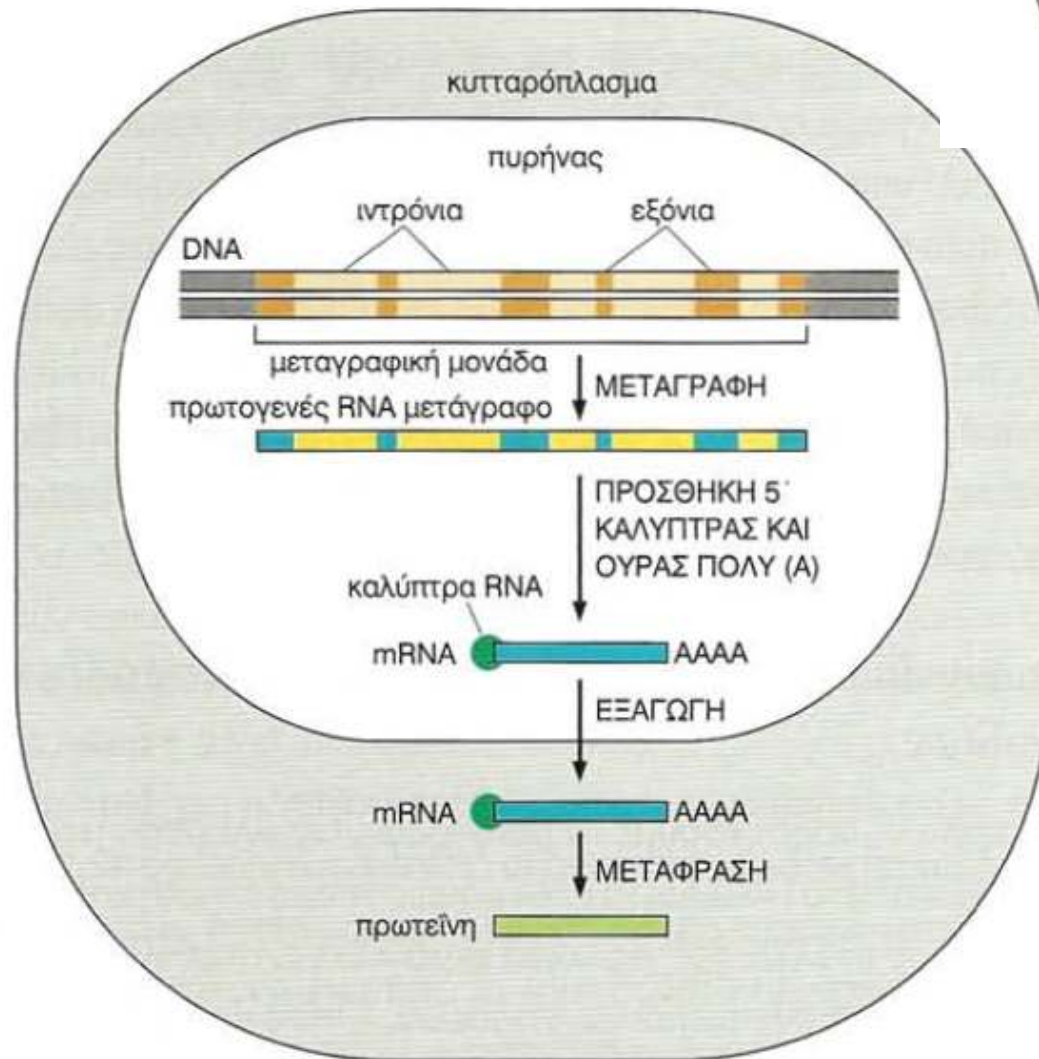 κυτταρόπλασμα
πυρήνας
ιντρόνια
εξόνια
DNA
μεταγραφική μονάδα
ΜΕΤΑΓΡΑΦΗ
πρωτογενές RNA μετάγραφο
ΠΡΟΣΘΗΚΗ 5΄
ΚΑΛΥΠΤΡΑΣ ΚΑΙ
ΟΥΡΑΣ ΠΟΛΥ (Α)
καλύπτρα RNA
mRNA AAAA
ΕΞΑΓΩΓΗ
mRNA AAAA
ΜΕΤΑΦΡΑΣΗ
πρωτεΐνη